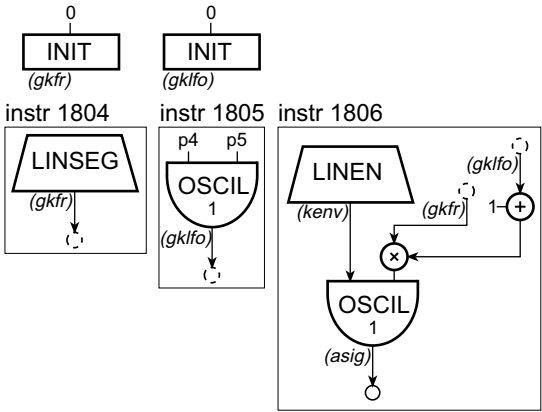 0 0
INIT INIT
(gkfr) (gklfo)
instr 1804 instr 1805 instr 1806
LINSEG
(gkfr)
p4 p5
OSCIL
1
(gklfo)
LINEN
(kenv)
(gkfr)
(gklfo)
1 +
×
OSCIL
1
(asig)